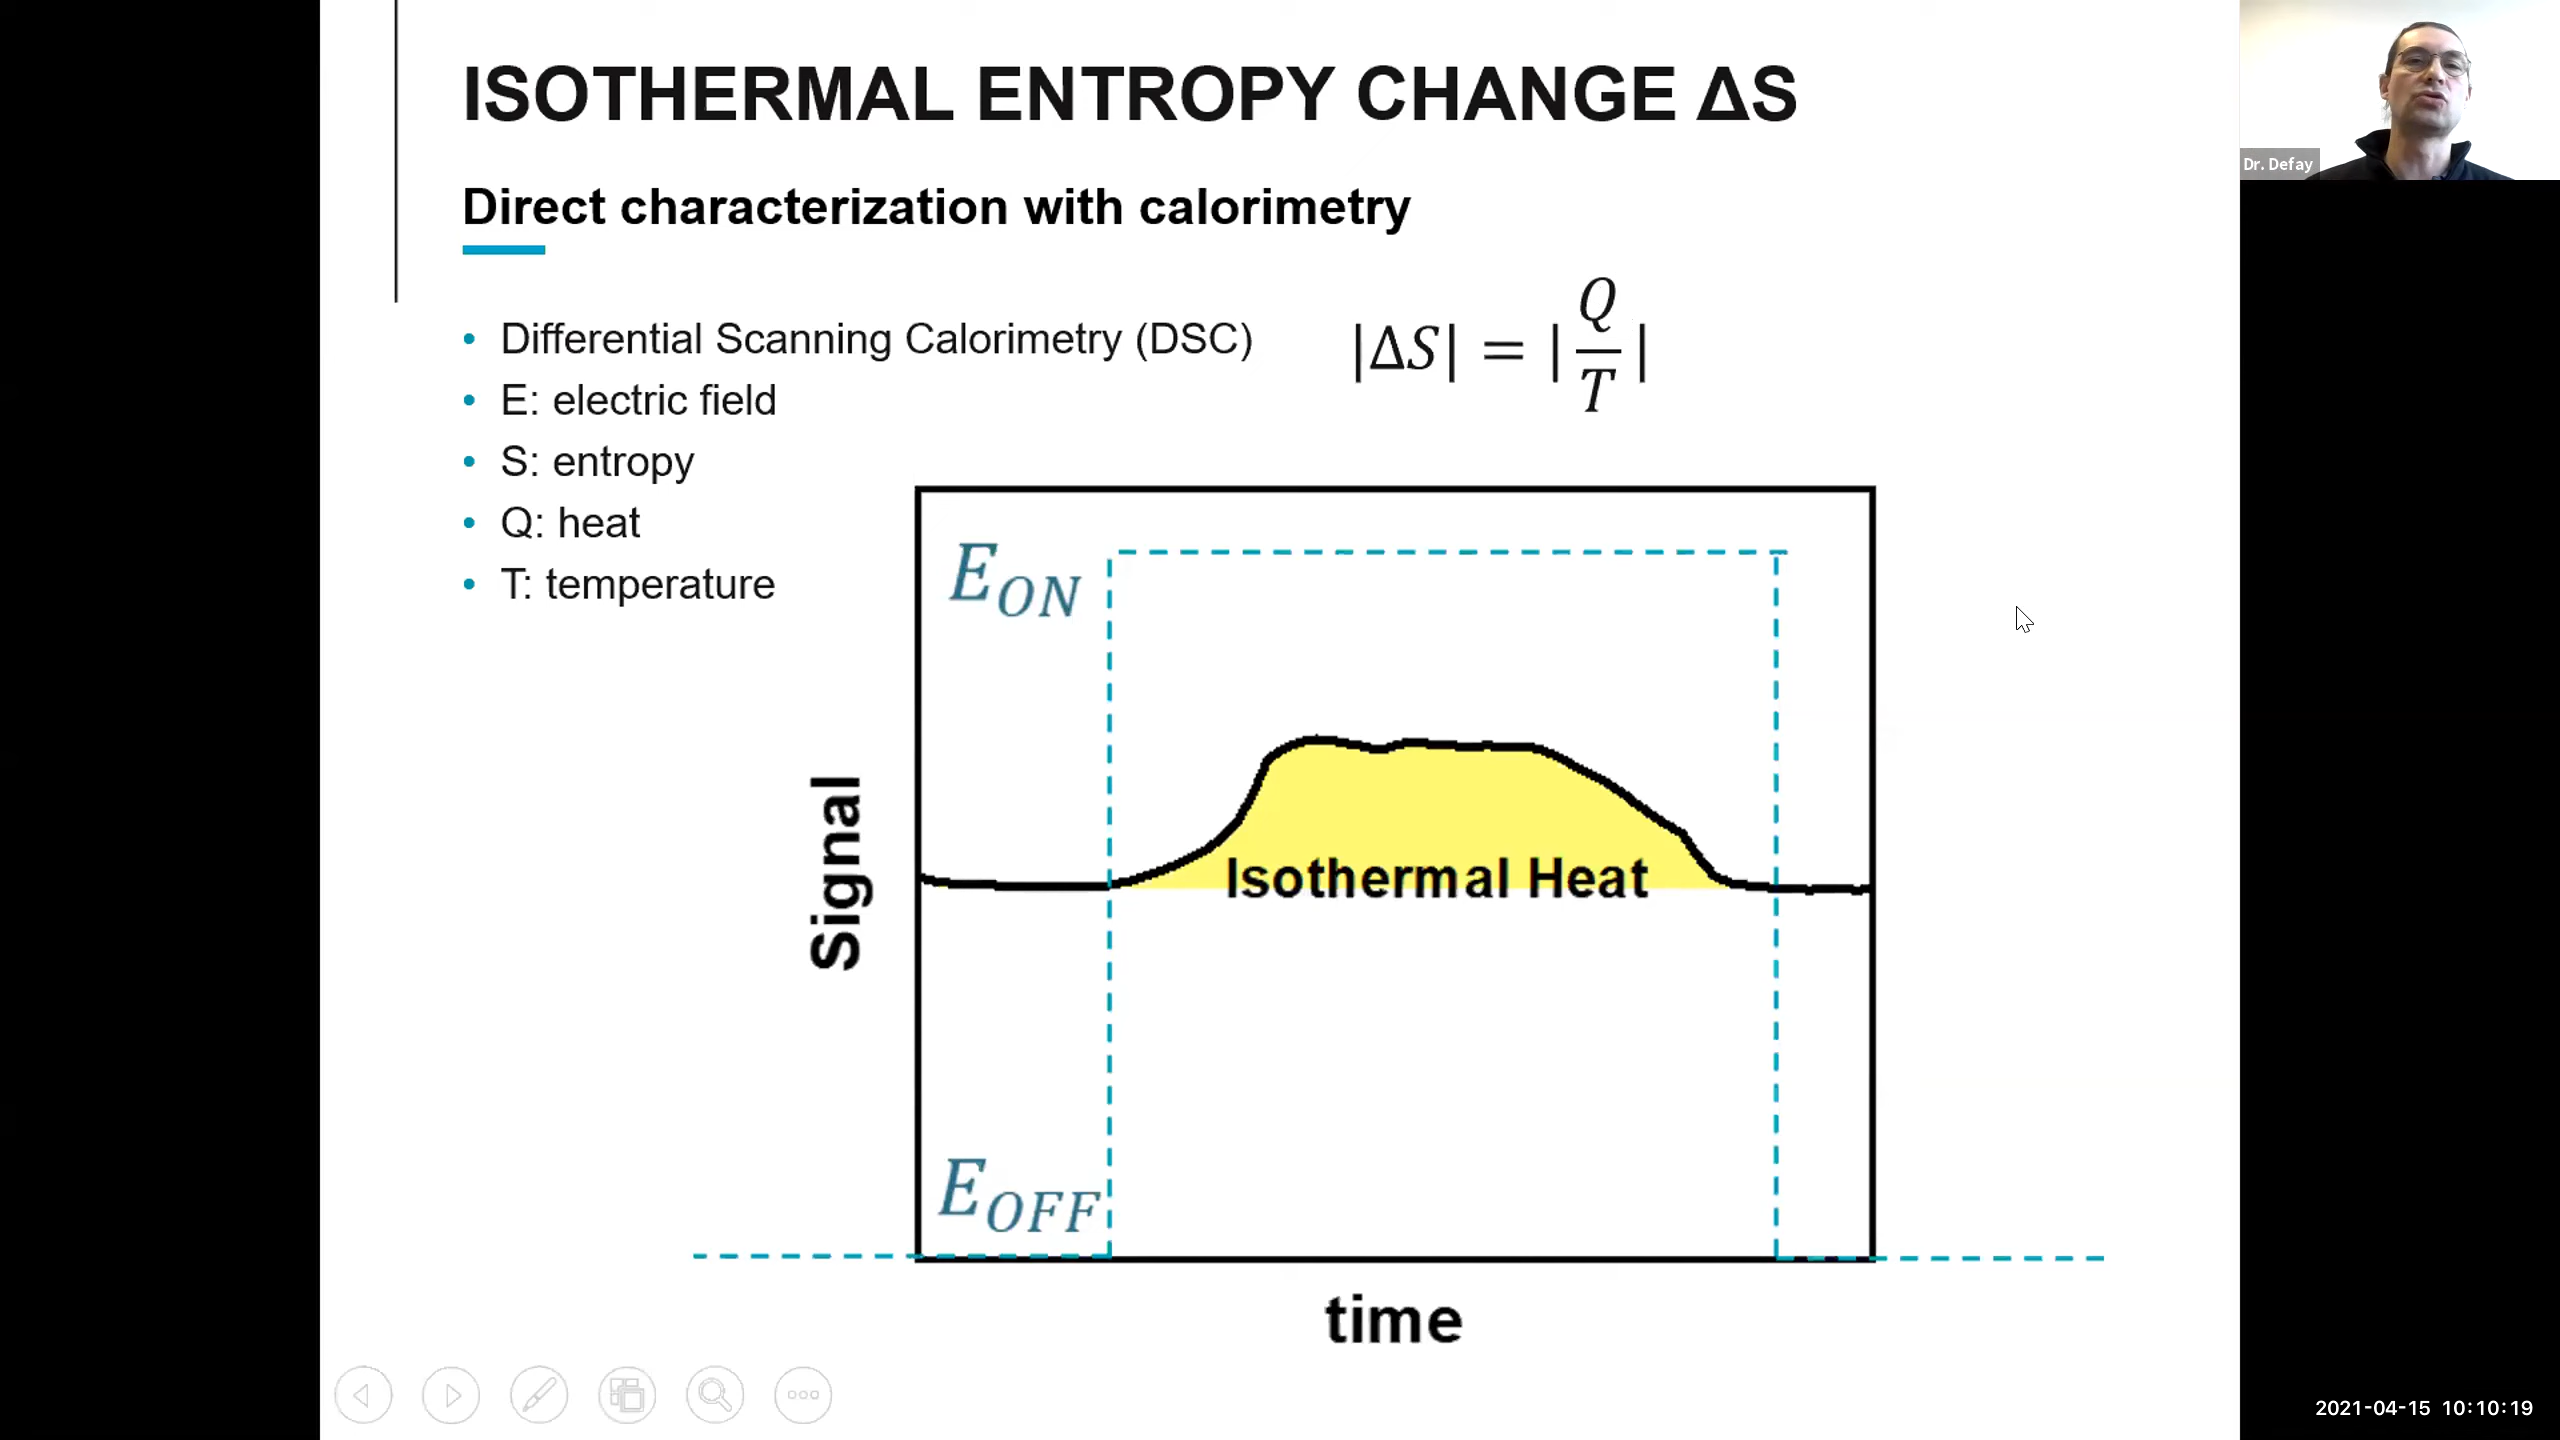 ISOTHERMAL ENTROPY CHANGE ΔS
Dr. Defay
Direct characterization with calorimetry
• Differential Scanning Calorimetry (DSC)
|ΔS| = |Q/T|
• E: electric field
• S: entropy
• Q: heat
• T: temperature
E_ON
Signal
Isothermal Heat
E_OFF
time
2021-04-15 10:10:19